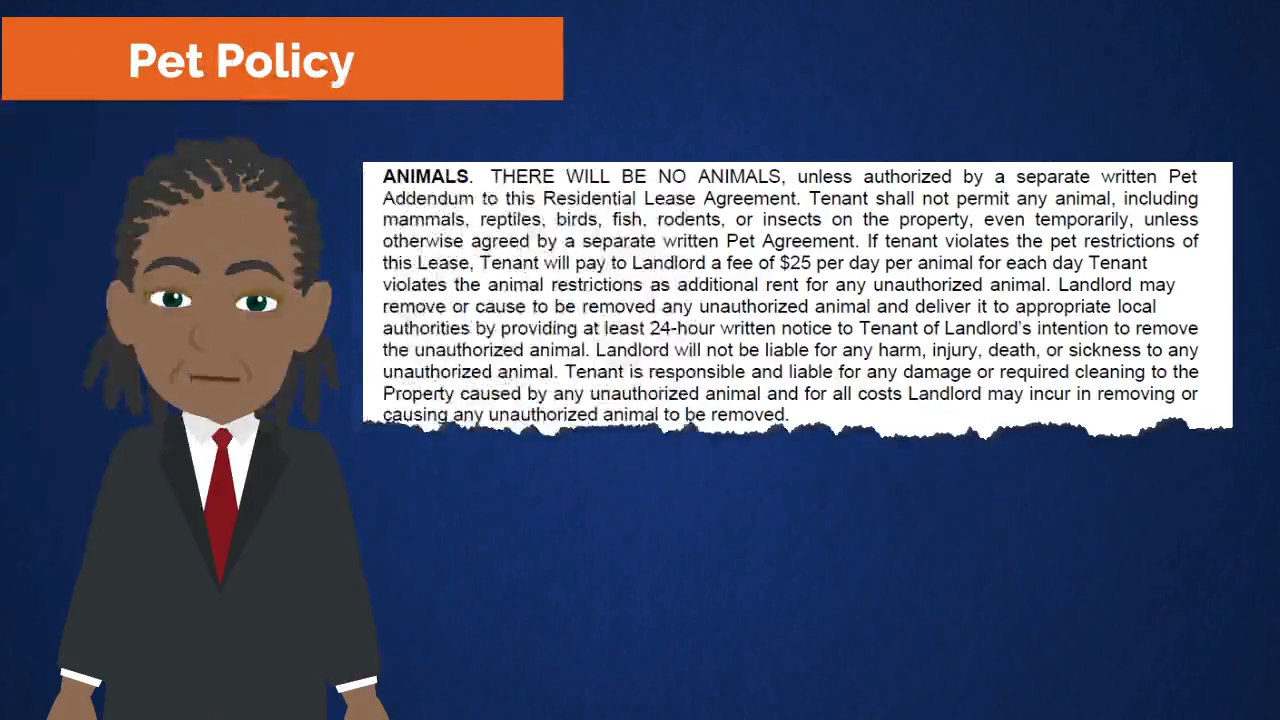 Pet Policy
ANIMALS. THERE WILL BE NO ANIMALS, unless authorized by a separate written Pet
Addendum to this Residential Lease Agreement. Tenant shall not permit any animal, including
mammals, reptiles, birds, fish, rodents, or insects on the property, even temporarily, unless
otherwise agreed by a separate written Pet Agreement. If tenant violates the pet restrictions of
this Lease, Tenant will pay to Landlord a fee of $25 per day per animal for each day Tenant
violates the animal restrictions as additional rent for any unauthorized animal. Landlord may
remove or cause to be removed any unauthorized animal and deliver it to appropriate local
authorities by providing at least 24-hour written notice to Tenant of Landlord's intention to remove
the unauthorized animal. Landlord will not be liable for any harm, injury, death, or sickness to any
unauthorized animal. Tenant is responsible and liable for any damage or required cleaning to the
Property caused by any unauthorized animal and for all costs Landlord may incur in removing or
causing any unauthorized animal to be removed.